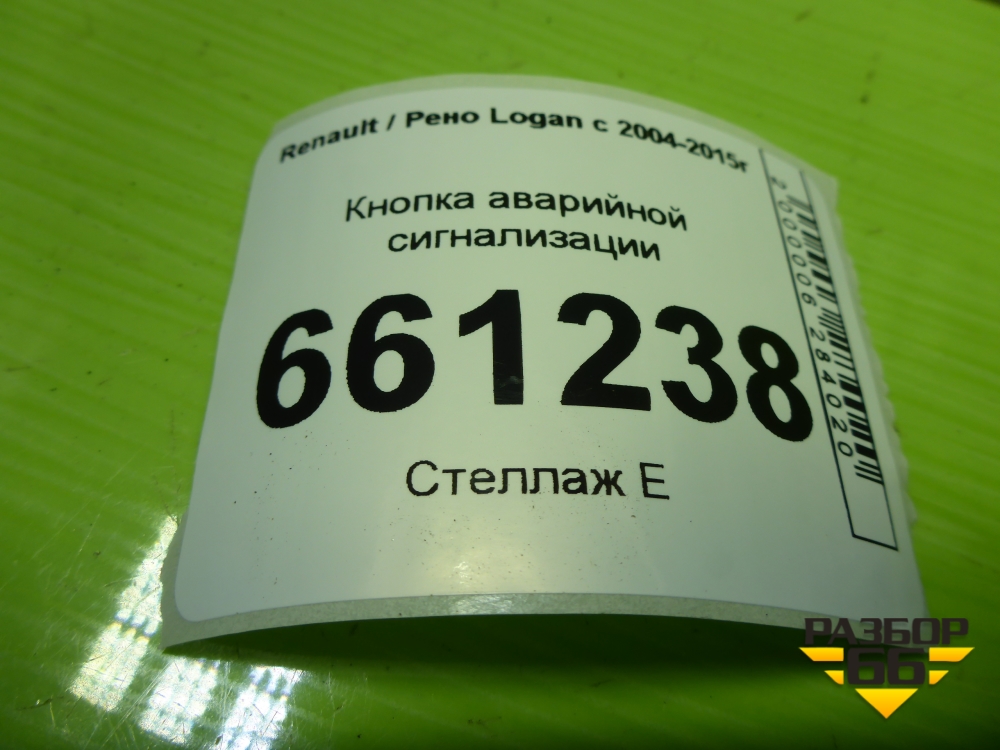 Renault / Рено Logan с 2004-2015г
Кнопка аварийной
сигнализации
661238
Стеллаж Е
2000006284020
РАЗБОР
66